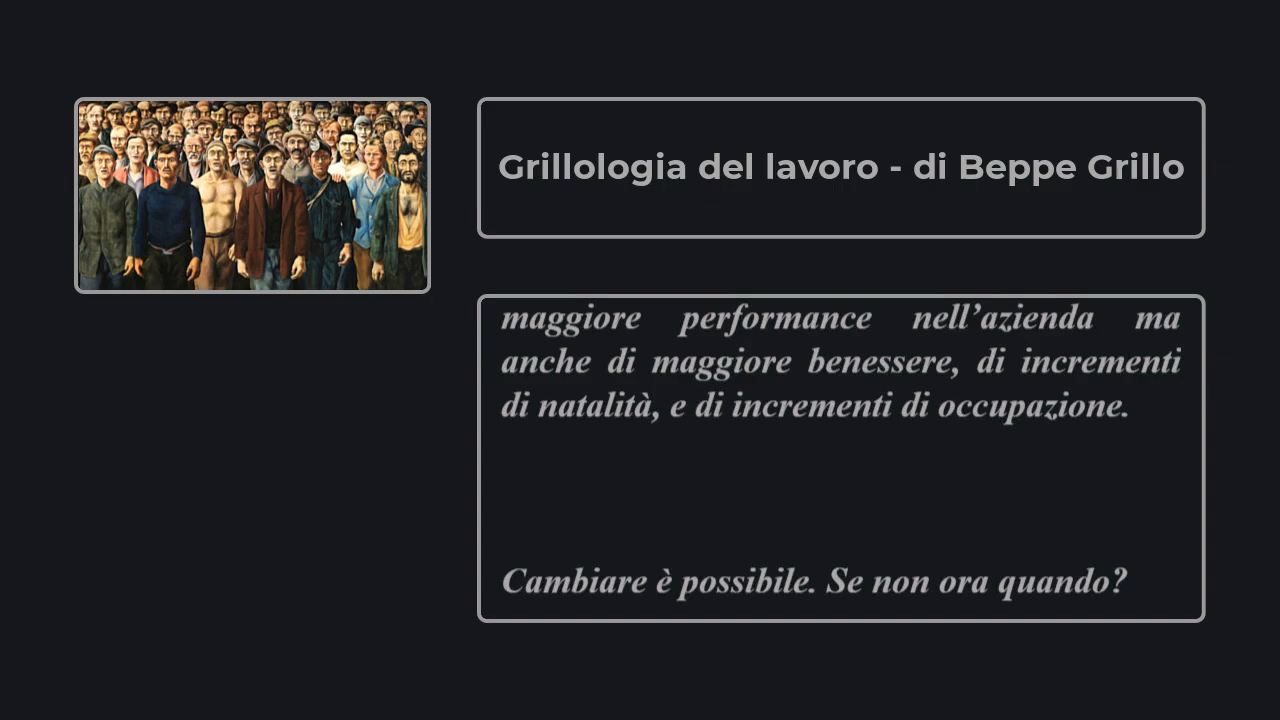 Grillologia del lavoro - di Beppe Grillo
maggiore performance nell’azienda ma
anche di maggiore benessere, di incrementi
di natalità, e di incrementi di occupazione.
Cambiare è possibile. Se non ora quando?